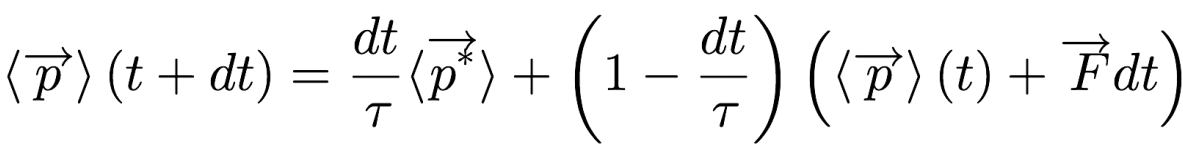 ⟨p⃗⟩ (t + dt) = dt/τ ⟨p⃗*⟩ + (1 − dt/τ) (⟨p⃗⟩ (t) + F⃗dt)